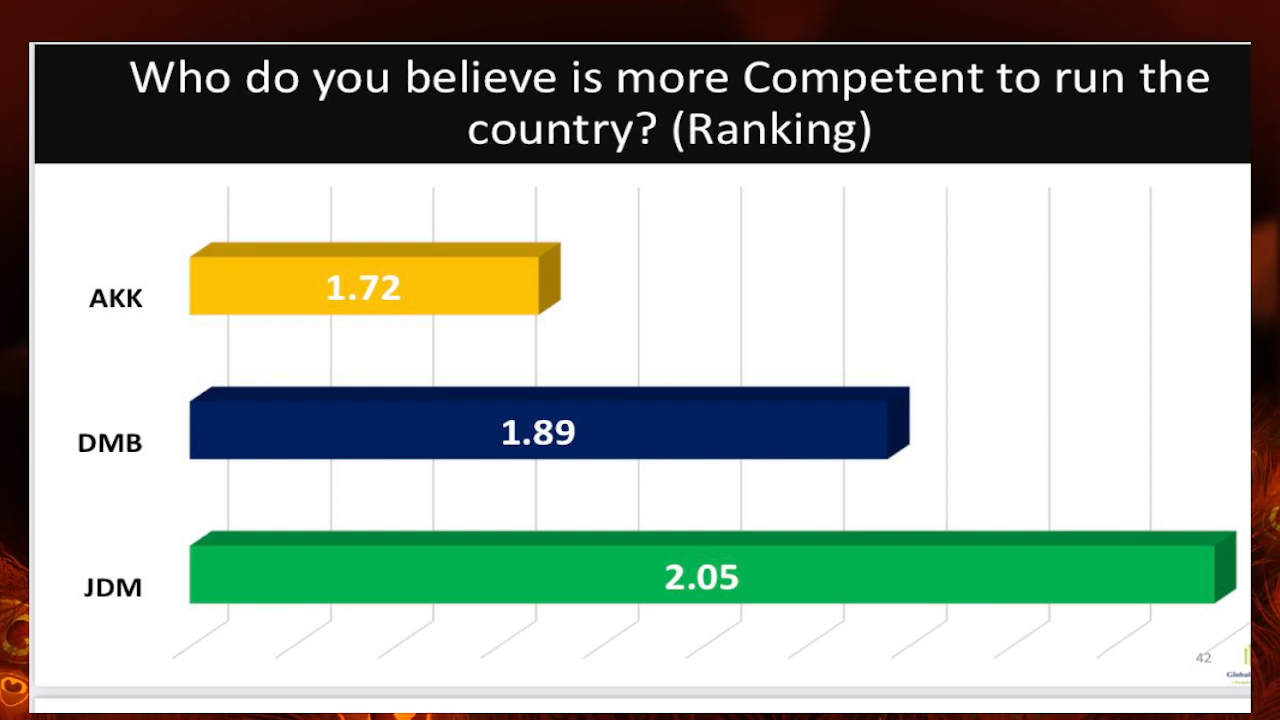 Who do you believe is more Competent to run the
country? (Ranking)
AKK
1.72
DMB
1.89
JDM
2.05
42
Global